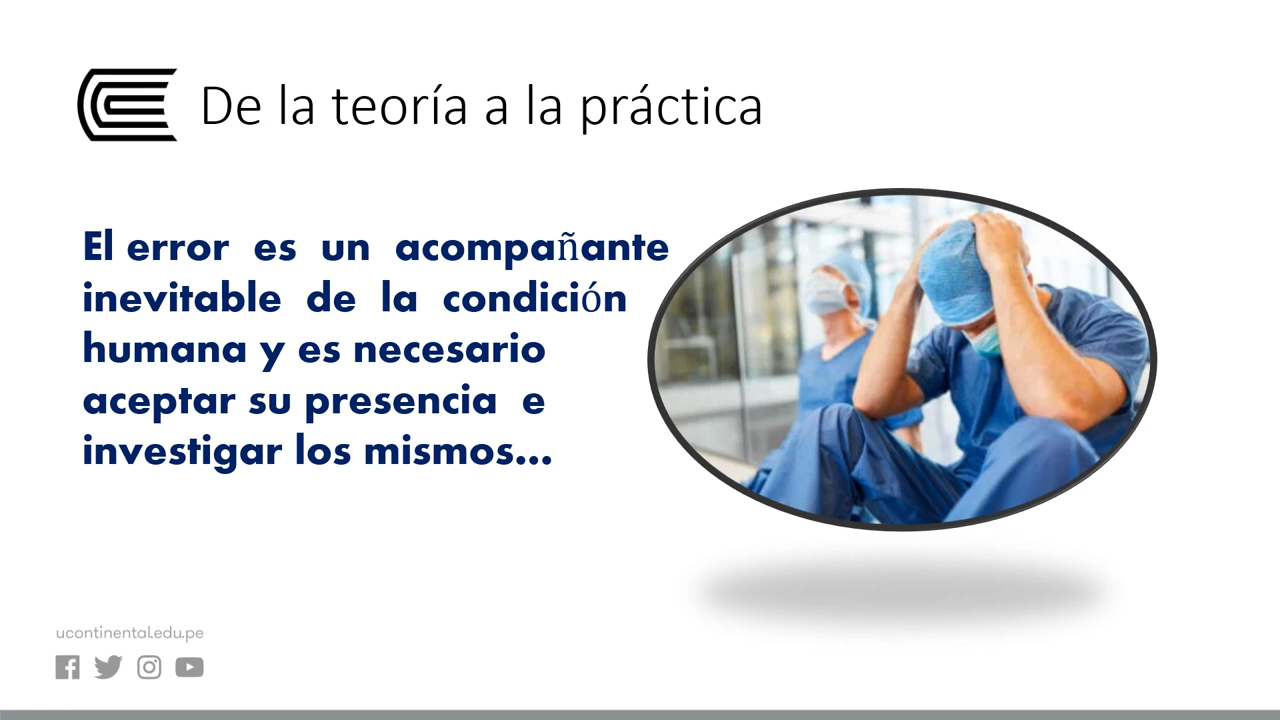 De la teoría a la práctica
El error es un acompañante
inevitable de la condición
humana y es necesario
aceptar su presencia e
investigar los mismos...
ucontinental.edu.pe